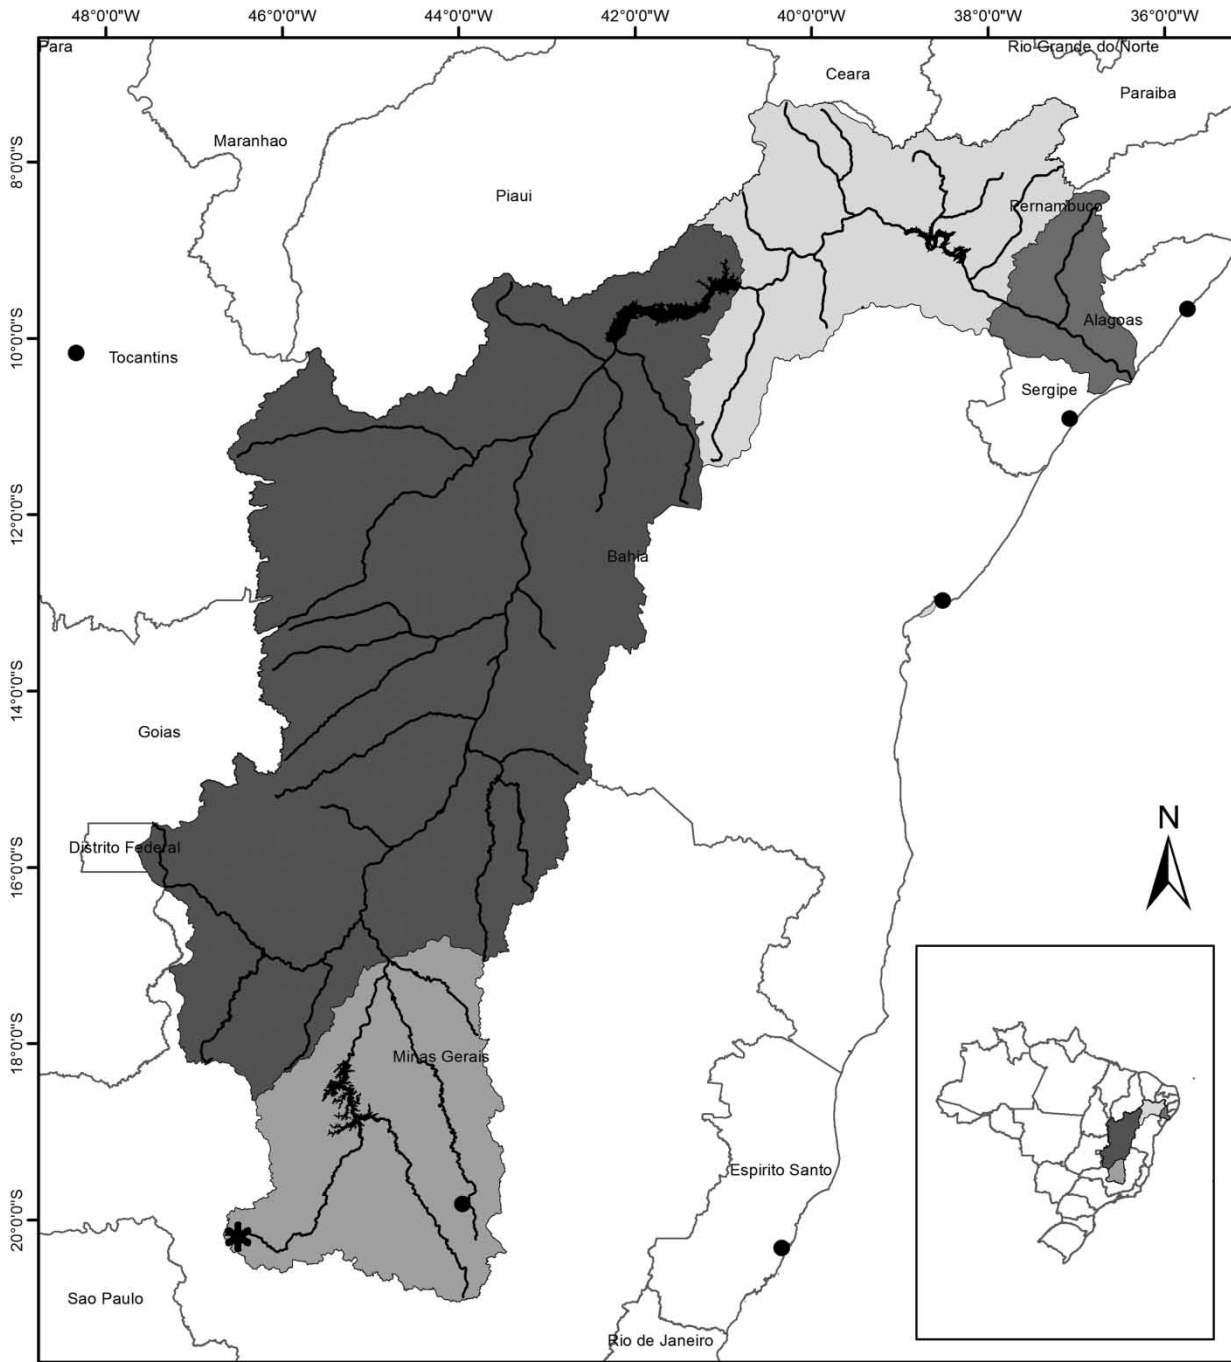 48°0'0"W
46°0'0"W
44°0'0"W
42°0'0"W
40°0'0"W
38°0'0"W
36°0'0"W
Para
Rio Grande do Norte
Ceara
Paraiba
Maranhao
8°0'0"S
Piaui
Pernambuco
Alagoas
10°0'0"S
Tocantins
Sergipe
12°0'0"S
Bahia
14°0'0"S
Goias
N
Distrito Federal
16°0'0"S
18°0'0"S
Minas Gerais
Espirito Santo
20°0'0"S
Sao Paulo
Rio de Janeiro